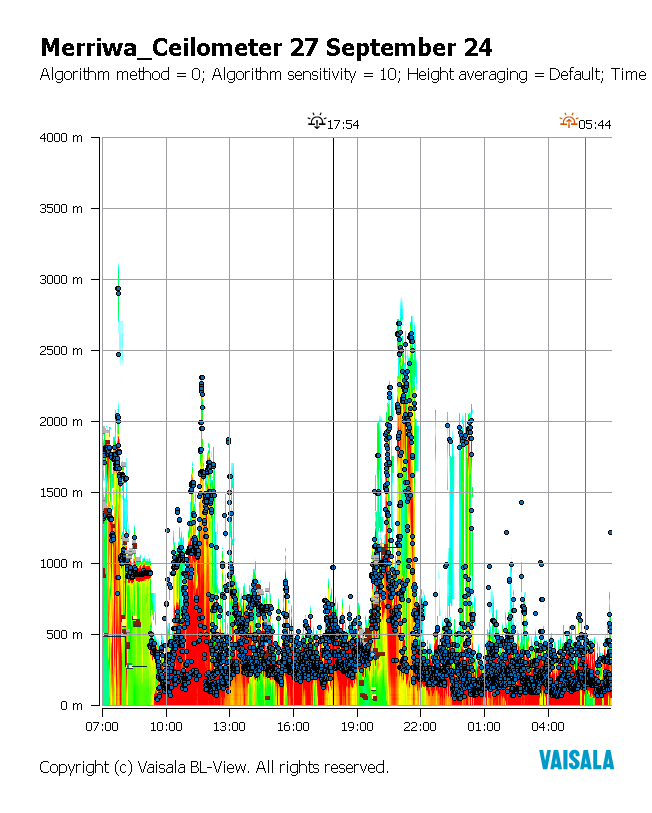 Merriwa_Ceilometer 27 September 24
Algorithm method = 0; Algorithm sensitivity = 10; Height averaging = Default; Time
17:54
05:44
4000 m
3500 m
3000 m
2500 m
2000 m
1500 m
1000 m
500 m
0 m
07:00 10:00 13:00 16:00 19:00 22:00 01:00 04:00
Copyright (c) Vaisala BL-View. All rights reserved.
VAISALA